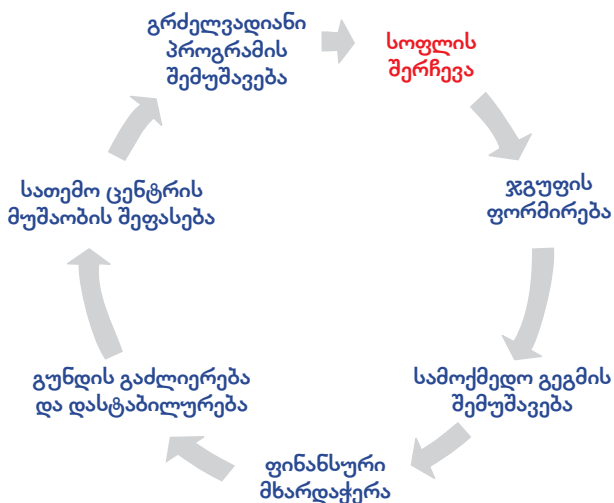 გრძელვადიანი
პროგრამის
შემუშავება
სოფლის
შერჩევა
ჯგუფის
ფორმირება
სამოქმედო გეგმის
შემუშავება
ფინანსური
მხარდაჭერა
გუნდის გაძლიერება
და დასტაბილურება
სათემო ცენტრის
მუშაობის შეფასება